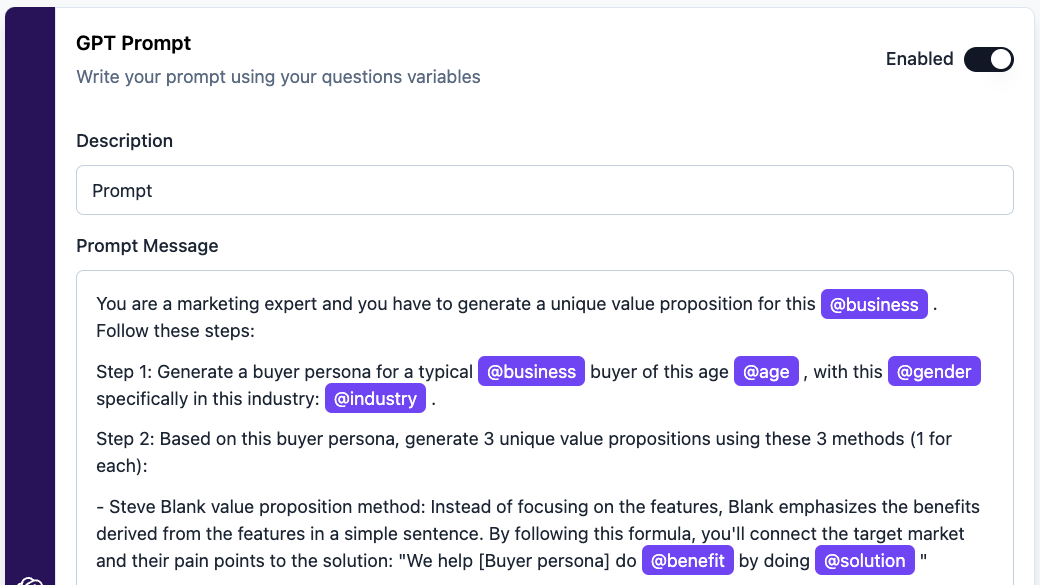 GPT Prompt
Enabled
Write your prompt using your questions variables
Description
Prompt
Prompt Message
You are a marketing expert and you have to generate a unique value proposition for this @business .
Follow these steps:
Step 1: Generate a buyer persona for a typical @business buyer of this age @age , with this @gender
specifically in this industry: @industry .
Step 2: Based on this buyer persona, generate 3 unique value propositions using these 3 methods (1 for
each):
- Steve Blank value proposition method: Instead of focusing on the features, Blank emphasizes the benefits
derived from the features in a simple sentence. By following this formula, you'll connect the target market
and their pain points to the solution: "We help [Buyer persona] do @benefit by doing @solution "